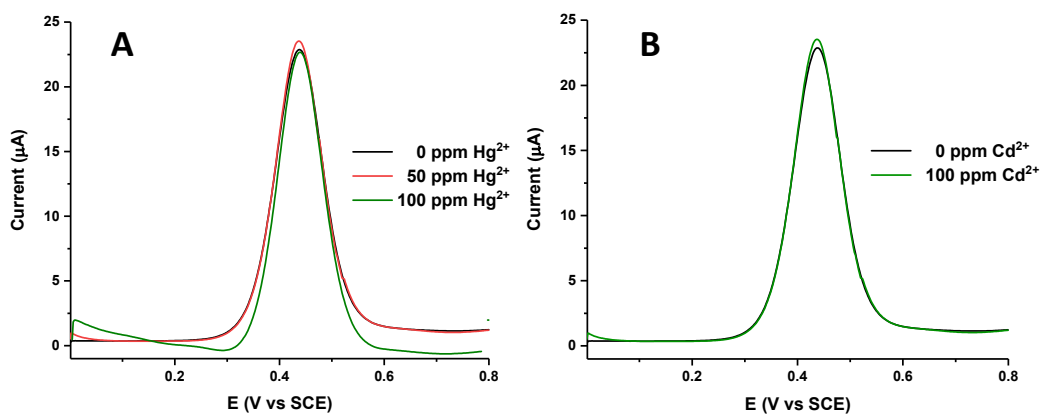 A
25
20
15
10
5
0
Current (µA)
0 ppm Hg²⁺
50 ppm Hg²⁺
100 ppm Hg²⁺
0.2
0.4
0.6
0.8
E (V vs SCE)
B
25
20
15
10
5
0
Current (µA)
0 ppm Cd²⁺
100 ppm Cd²⁺
0.2
0.4
0.6
0.8
E (V vs SCE)